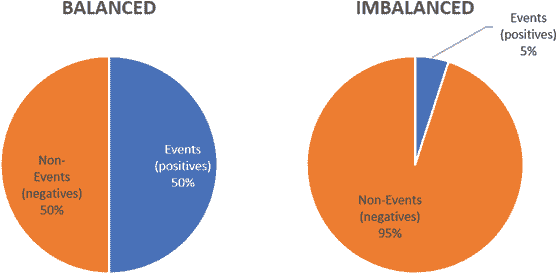 BALANCED
Non-
Events
(negatives)
50%
Events
(positives)
50%
IMBALANCED
Events
(positives)
5%
Non-Events
(negatives)
95%